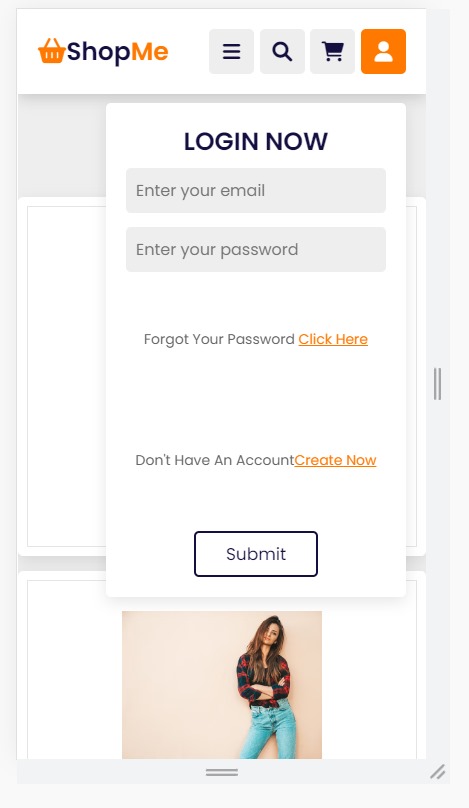 ShopMe
LOGIN NOW
Enter your email
Enter your password
Forgot Your Password Click Here
Don't Have An AccountCreate Now
Submit